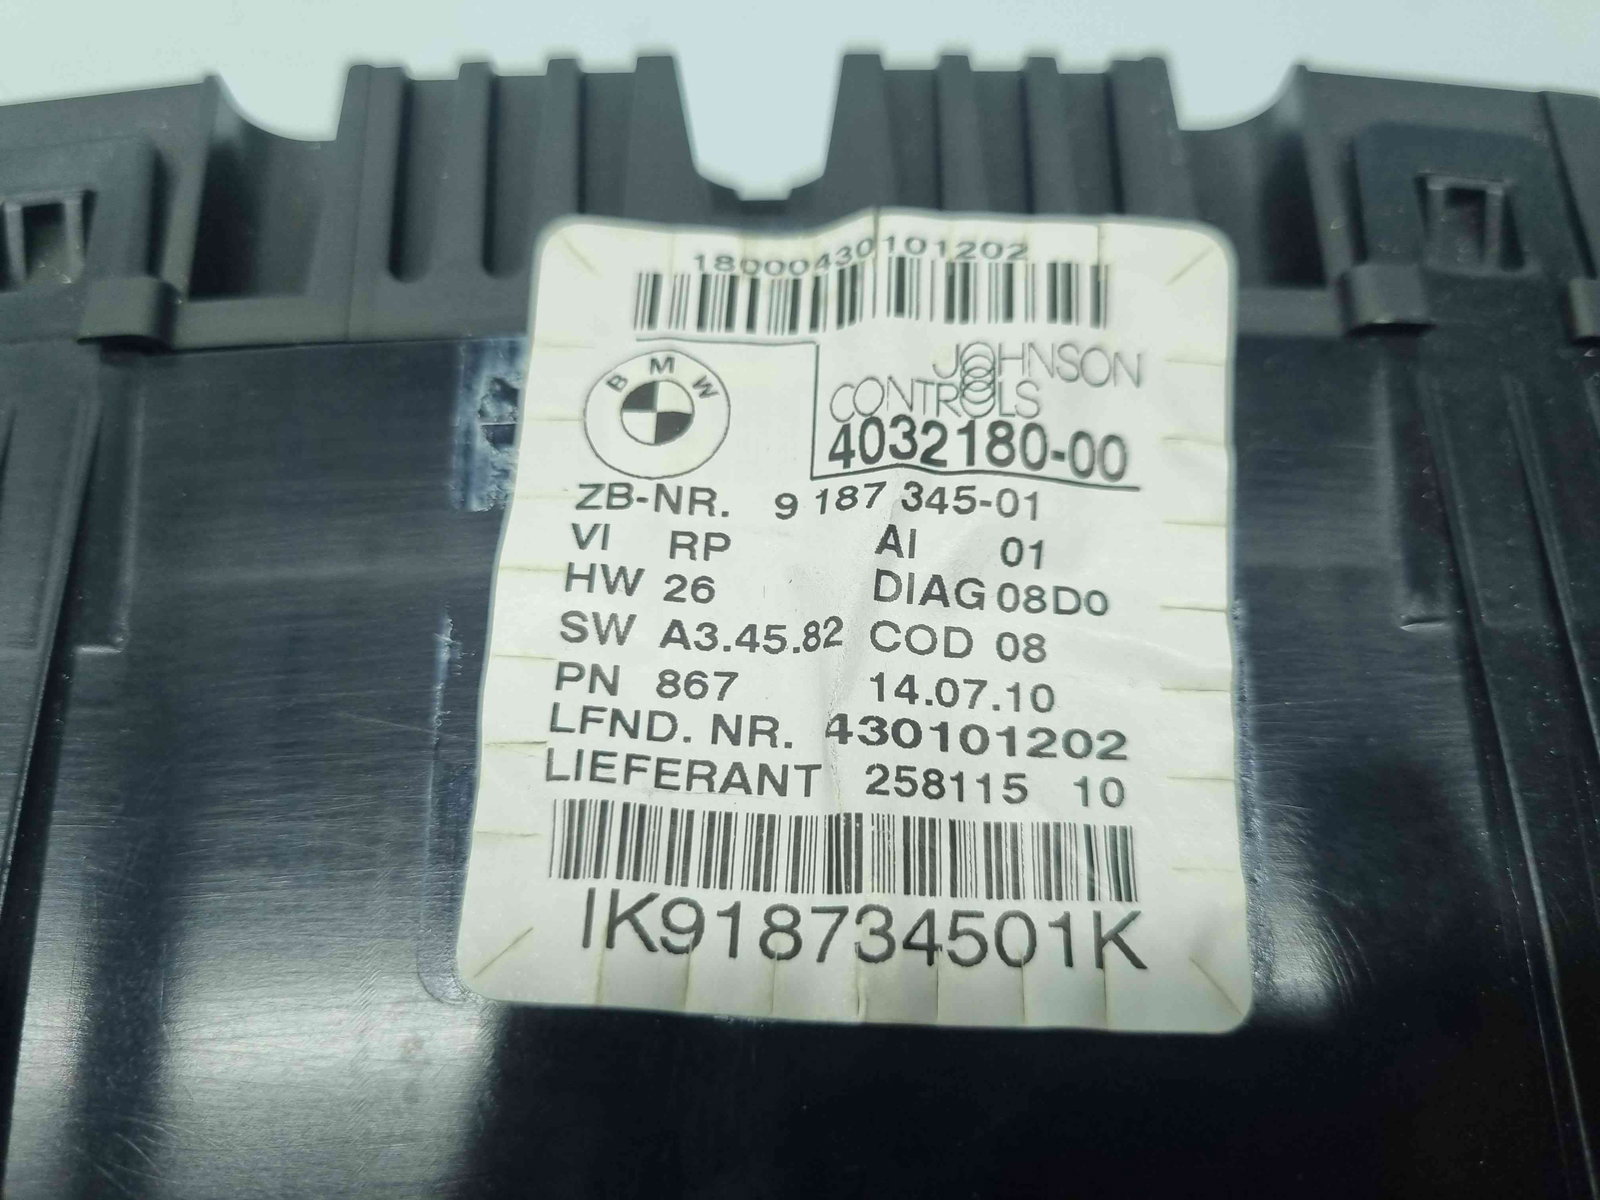 18000430101202
BMW
JOHNSON
CONTROLS
4032180-00
ZB-NR. 9 187 345-01
VI RP AI 01
HW 26 DIAG 08D0
SW A3.45.82 COD 08
PN 867 14.07.10
LFND. NR. 430101202
LIEFERANT 258115 10
IK918734501K